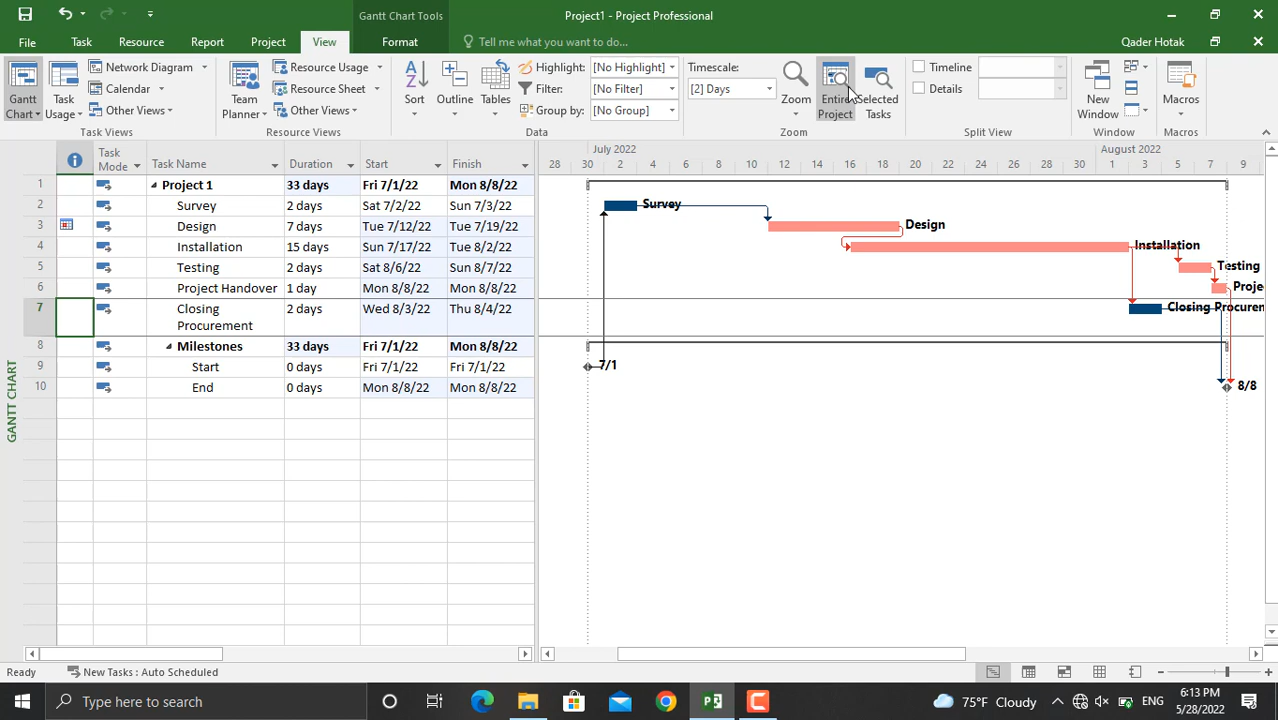 Gantt Chart Tools
Project1 - Project Professional
File
Task
Resource
Report
Project
View
Format
Tell me what you want to do...
Qader Hotak
Gantt Chart
Task Usage
Network Diagram
Calendar
Other Views
Task Views
Team Planner
Resource Usage
Resource Sheet
Other Views
Resource Views
Sort
Outline
Tables
Highlight: [No Highlight]
Filter: [No Filter]
Group by: [No Group]
Data
Timescale:
[2] Days
Zoom
Entire Project
Selected Tasks
Zoom
Timeline
Details
Split View
New Window
Window
Macros
Macros
Task Mode Task Name Duration Start Finish
1 Project 1 33 days Fri 7/1/22 Mon 8/8/22
2 Survey 2 days Sat 7/2/22 Sun 7/3/22
3 Design 7 days Tue 7/12/22 Tue 7/19/22
4 Installation 15 days Sun 7/17/22 Tue 8/2/22
5 Testing 2 days Sat 8/6/22 Sun 8/7/22
6 Project Handover 1 day Mon 8/8/22 Mon 8/8/22
7 Closing Procurement 2 days Wed 8/3/22 Thu 8/4/22
8 Milestones 33 days Fri 7/1/22 Mon 8/8/22
9 Start 0 days Fri 7/1/22 Fri 7/1/22
10 End 0 days Mon 8/8/22 Mon 8/8/22
July 2022 August 2022
28 30 2 4 6 8 10 12 14 16 18 20 22 24 26 28 30 1 3 5 7 9
Survey
Design
Installation
Testing
Projec
Closing Procurem
7/1
8/8
GANTT CHART
Ready
New Tasks : Auto Scheduled
Type here to search
75°F Cloudy
ENG
6:13 PM
5/28/2022